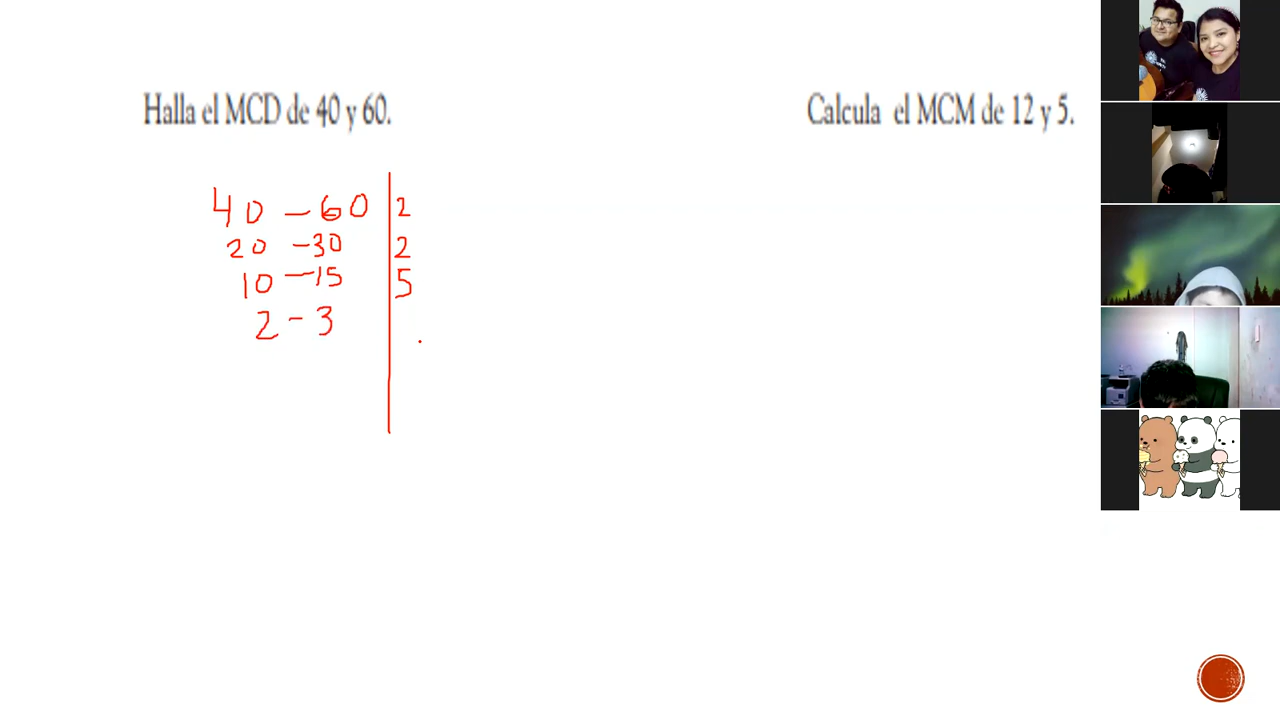 Halla el MCD de 40 y 60.
40 – 60 | 2
20 – 30 | 2
10 – 15 | 5
2 – 3
Calcula el MCM de 12 y 5.